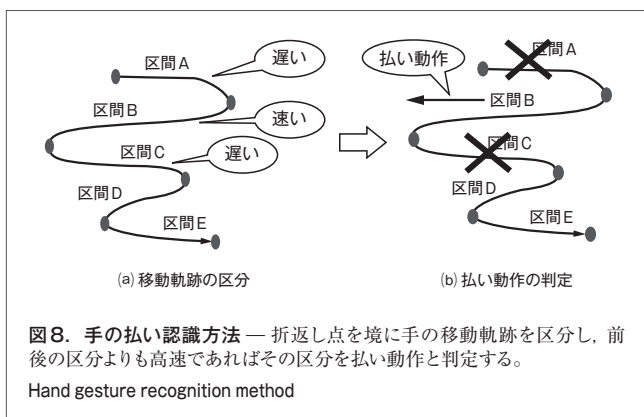 区間A
遅い
区間B
速い
区間C
遅い
区間D
区間E
(a) 移動軌跡の区分
払い動作
区間A
区間B
区間C
区間D
区間E
(b) 払い動作の判定
図8. 手の払い認識方法 — 折返し点を境に手の移動軌跡を区分し,前
後の区分よりも高速であればその区分を払い動作と判定する。
Hand gesture recognition method